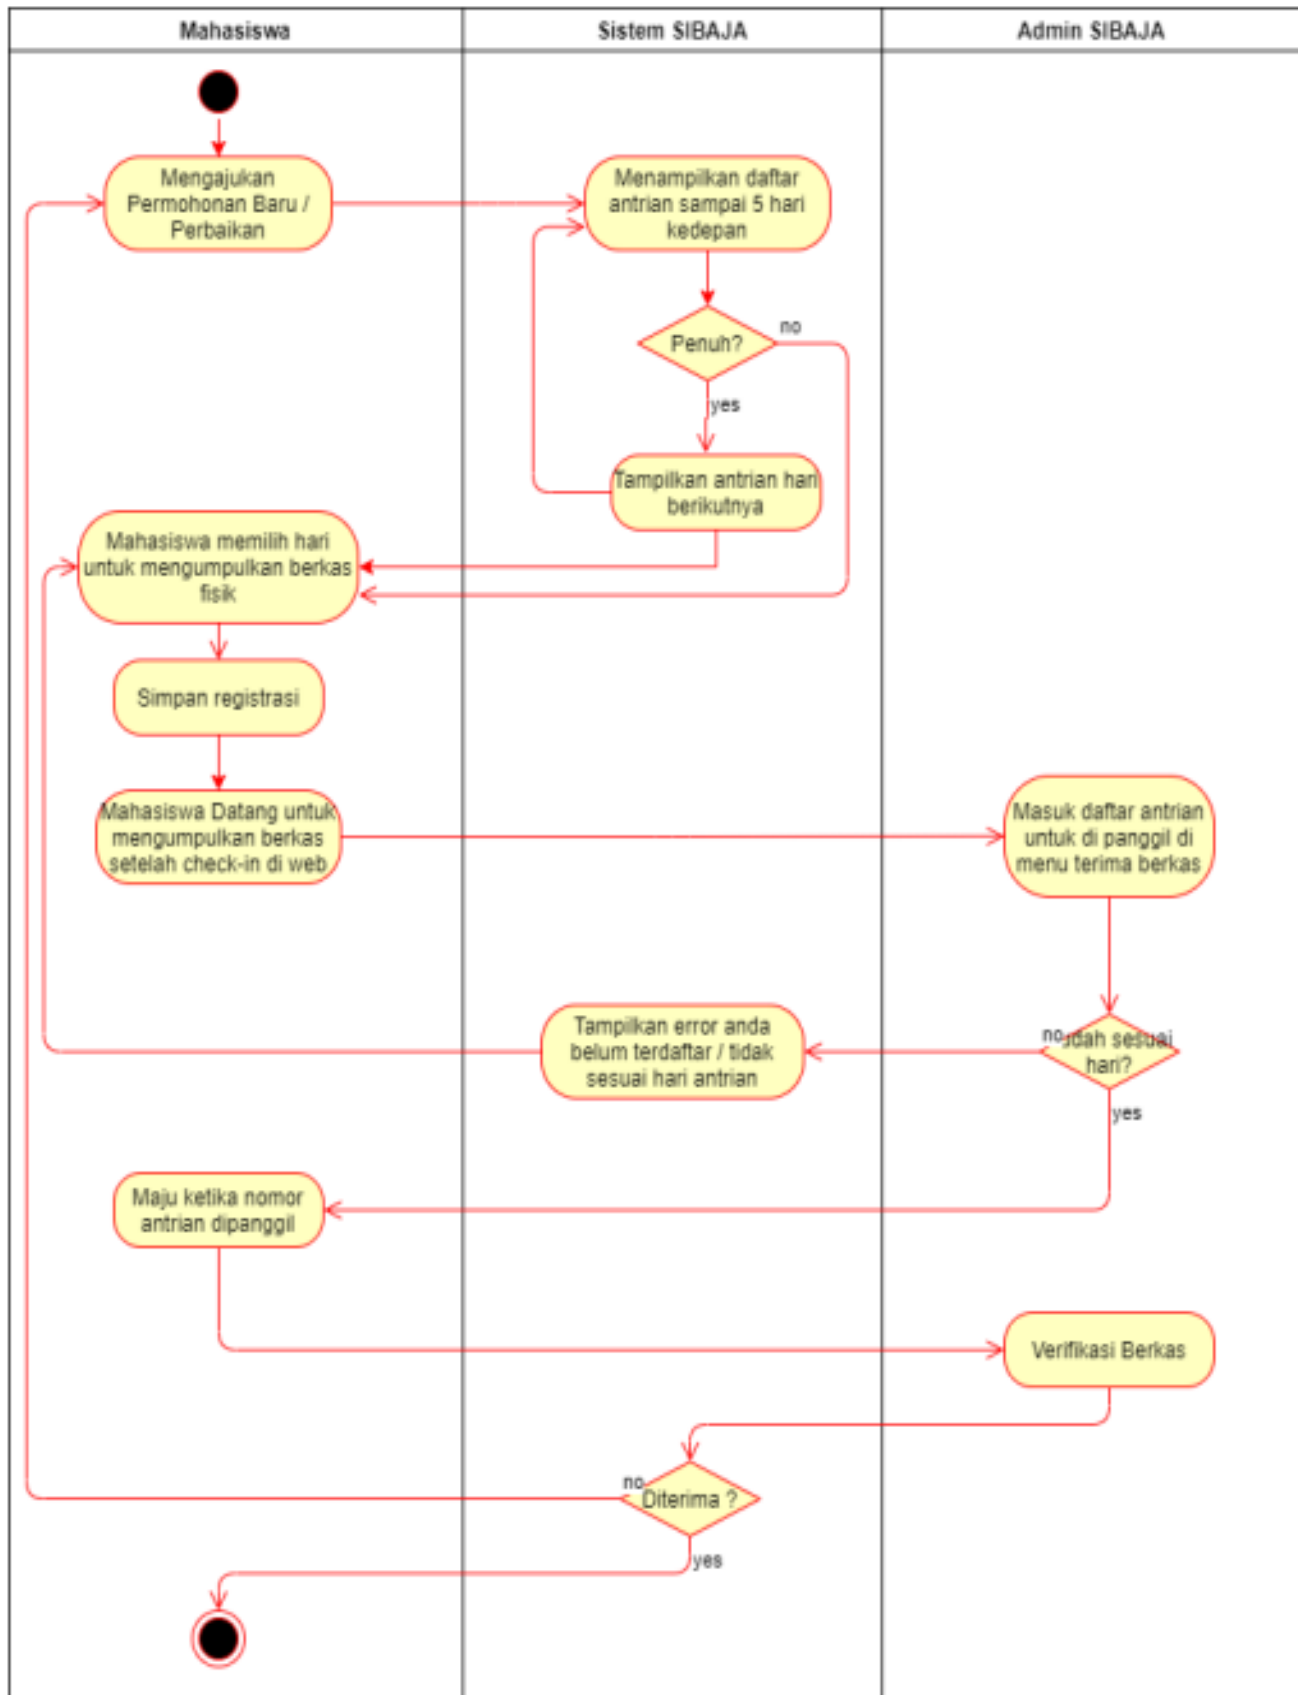 Mahasiswa
Sistem SIBAJA
Admin SIBAJA
Mengajukan
Permohonan Baru /
Perbaikan
Menampilkan daftar
antrian sampai 5 hari
kedepan
Penuh?
no
yes
Tampilkan antrian hari
berikutnya
Mahasiswa memilih hari
untuk mengumpulkan berkas
fisik
Simpan registrasi
Mahasiswa Datang untuk
mengumpulkan berkas
setelah check-in di web
Masuk daftar antrian
untuk di panggil di
menu terima berkas
Tampilkan error anda
belum terdaftar / tidak
sesuai hari antrian
no
sesuai
hari?
yes
Maju ketika nomor
antrian dipanggil
Verifikasi Berkas
no
Diterima ?
yes